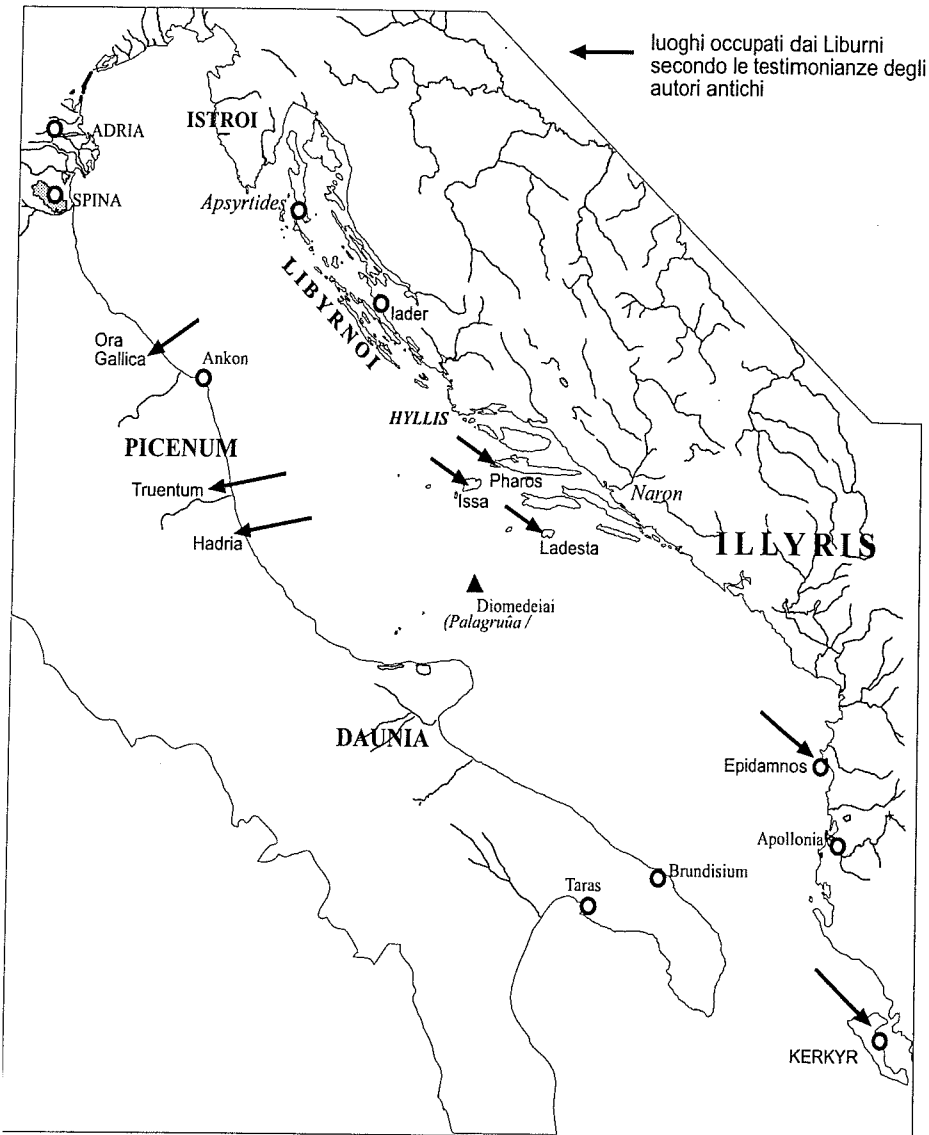 luoghi occupati dai Liburni
secondo le testimonianze degli
autori antichi
ADRIA
ISTROI
SPINA
Apsyrtides
LIBYRNOI
Iader
Ora
Gallica
Ankon
HYLLIS
PICENUM
Pharos
Truentum
Issa
Naron
Hadria
Ladesta
ILLYRIS
Diomedeiai
(Palagruûa /
DAUNIA
Epidamnos
Apollonia
Brundisium
Taras
KERKYR